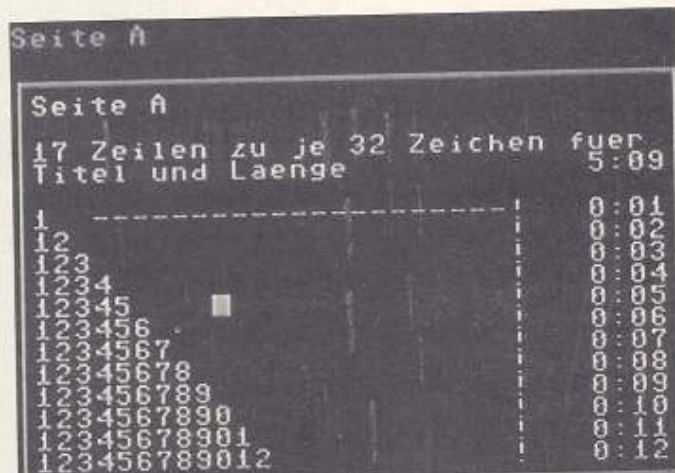 Seite A
Seite A
17 Zeilen zu je 32 Zeichen fuer
Titel und Laenge 5:09
1 ---------------------! 0:01
12 ! 0:02
123 ! 0:03
1234 ! 0:04
12345 ! 0:05
123456 ! 0:06
1234567 ! 0:07
12345678 ! 0:08
123456789 ! 0:09
1234567890 ! 0:10
12345678901 ! 0:11
123456789012 ! 0:12